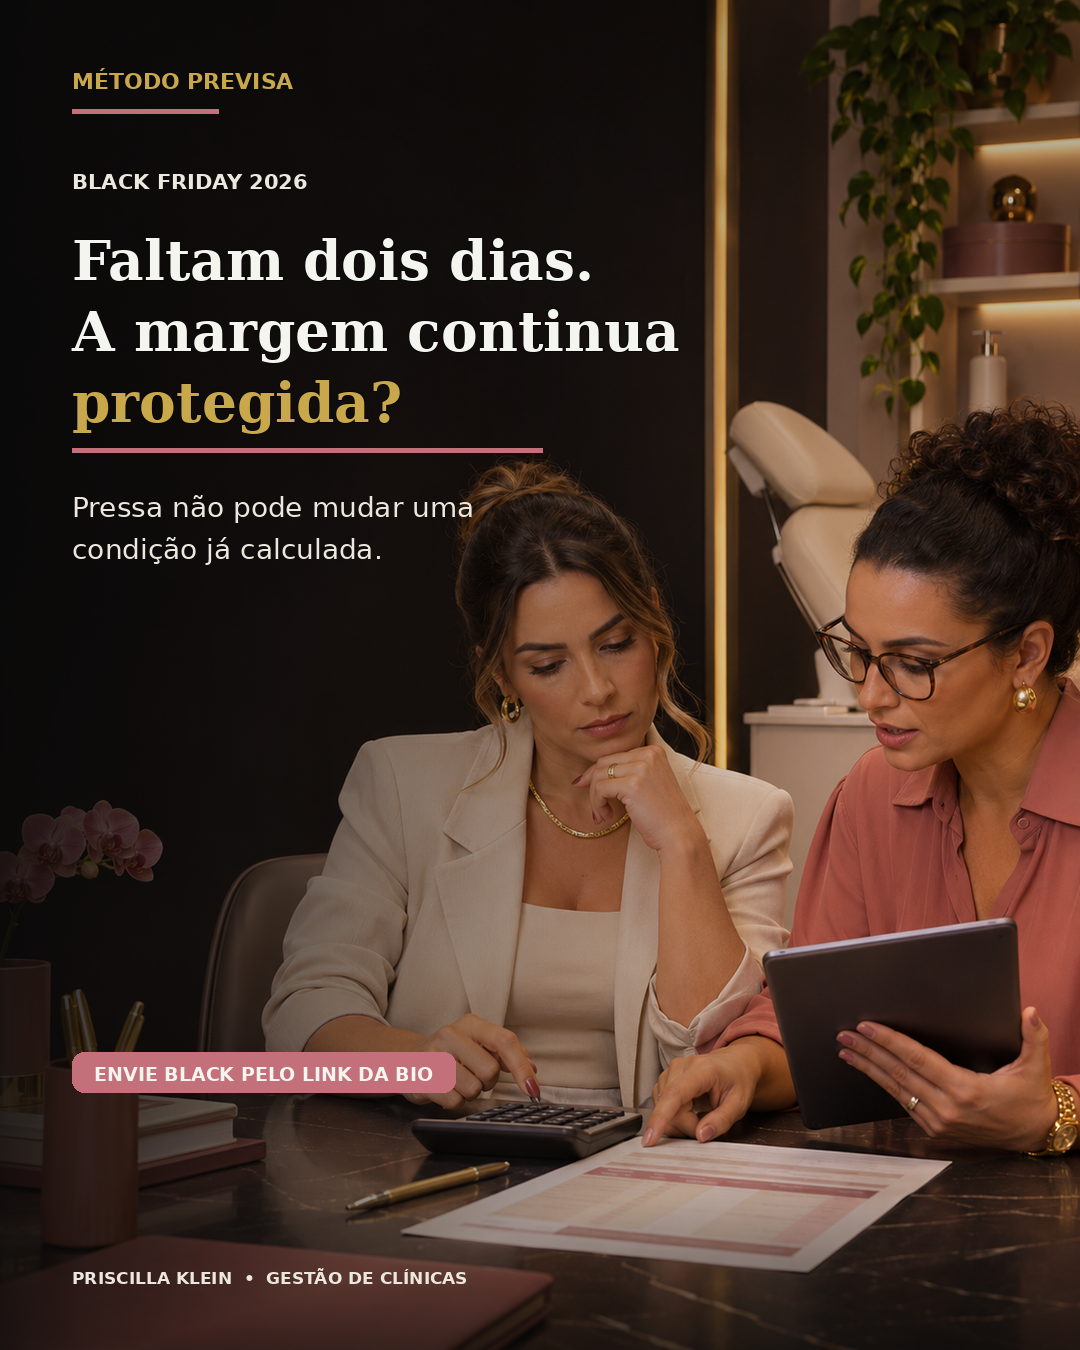 MÉTODO PREVISA
BLACK FRIDAY 2026
Faltam dois dias.
A margem continua
protegida?
Pressa não pode mudar uma
condição já calculada.
ENVIE BLACK PELO LINK DA BIO
PRISCILLA KLEIN • GESTÃO DE CLÍNICAS